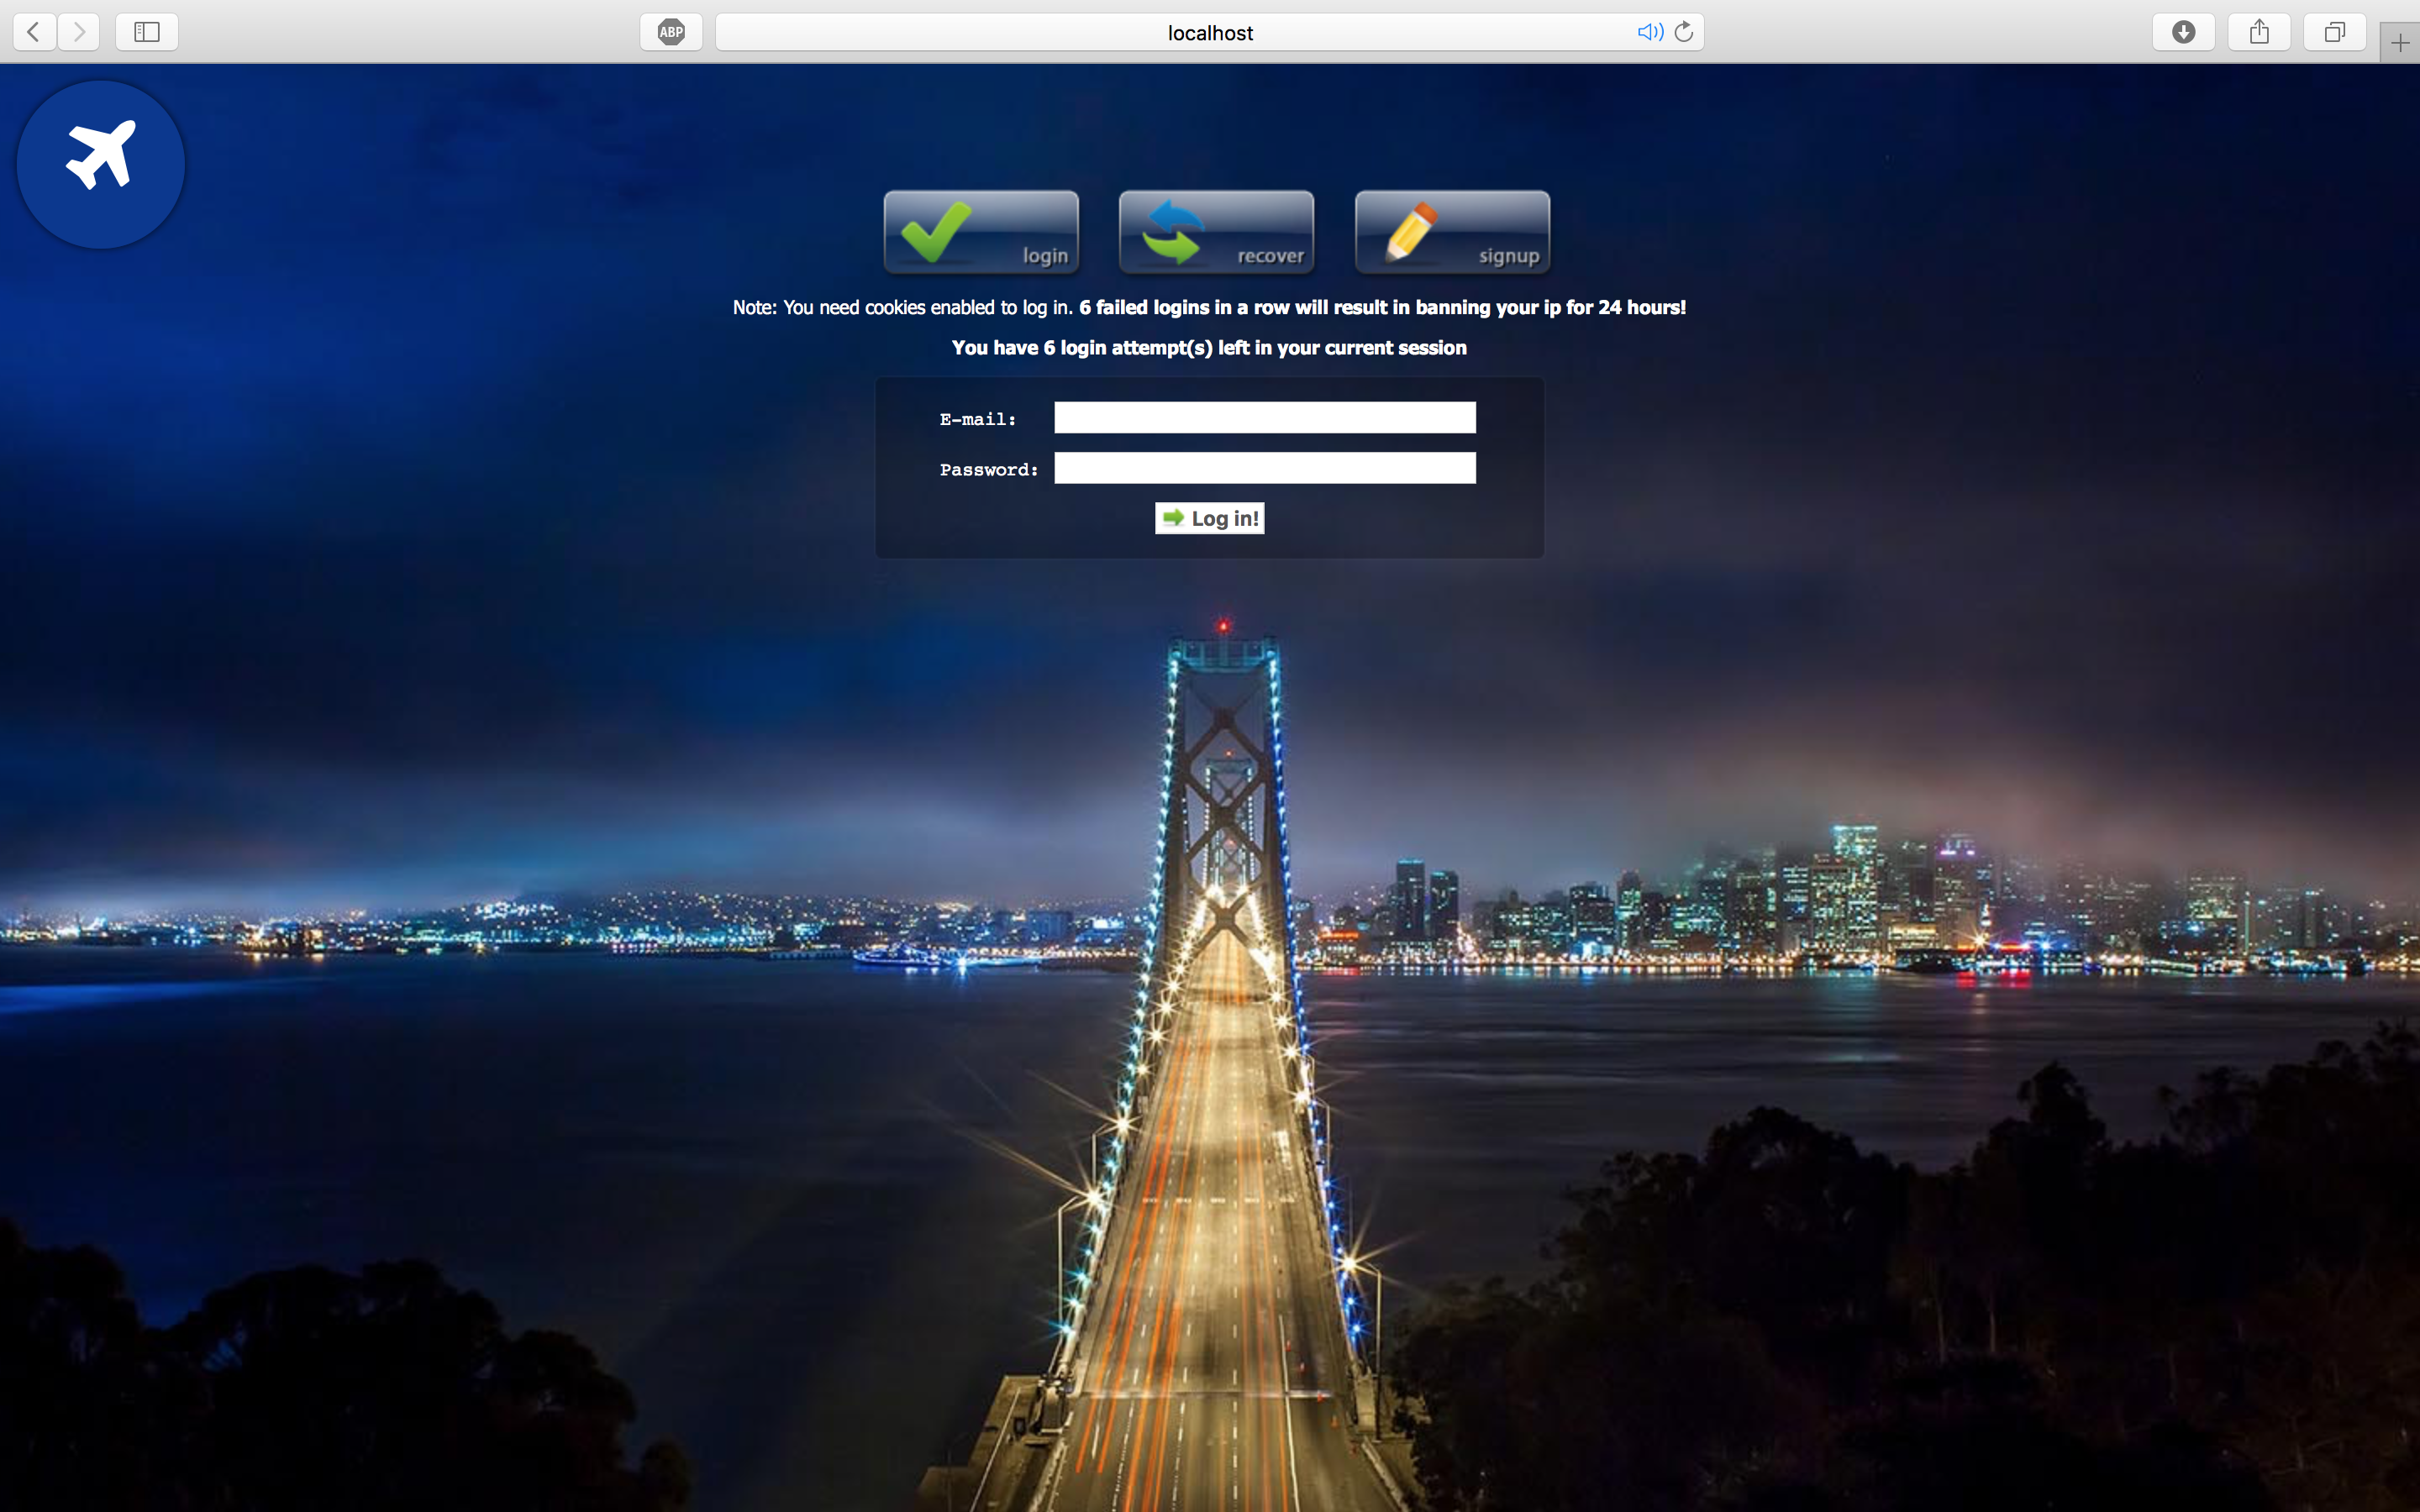 ABP
localhost
login
recover
signup
Note: You need cookies enabled to log in. 6 failed logins in a row will result in banning your ip for 24 hours!
You have 6 login attempt(s) left in your current session
E-mail:
Password:
Log in!